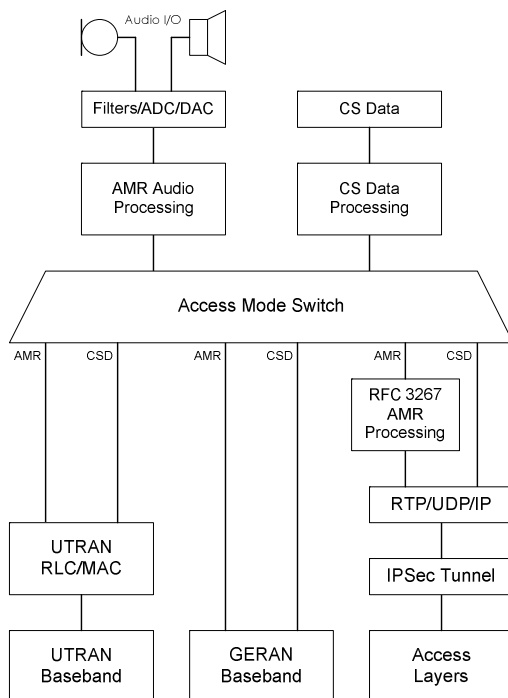 Audio I/O
Filters/ADC/DAC
CS Data
AMR Audio
Processing
CS Data
Processing
Access Mode Switch
AMR
CSD
AMR
CSD
AMR
CSD
RFC 3267
AMR
Processing
RTP/UDP/IP
UTRAN
RLC/MAC
IPSec Tunnel
UTRAN
Baseband
GERAN
Baseband
Access
Layers